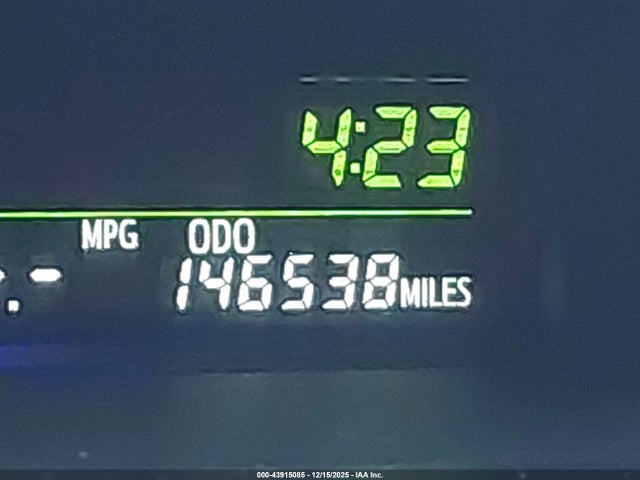 4:23
MPG ODO
-.- 146538 MILES
000-43915085 - 12/15/2025 - IAA Inc.